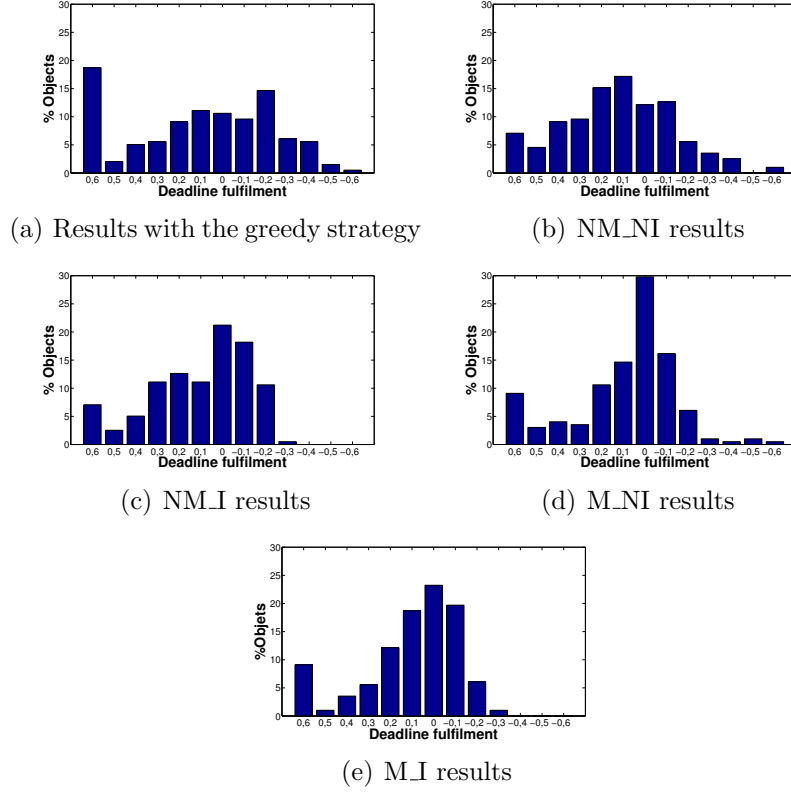 30
25
20
15
10
5
0
% Objects
0,6 0,5 0,4 0,3 0,2 0,1 0 −0,1 −0,2 −0,3 −0,4 −0,5 −0,6
Deadline fulfilment
(a) Results with the greedy strategy
30
25
20
15
10
5
0
% Objects
0,6 0,5 0,4 0,3 0,2 0,1 0 −0,1 −0,2 −0,3 −0,4 −0,5 −0,6
Deadline fulfilment
(b) NM_NI results
30
25
20
15
10
5
0
% Objects
0,6 0,5 0,4 0,3 0,2 0,1 0 −0,1 −0,2 −0,3 −0,4 −0,5 −0,6
Deadline fulfilment
(c) NM_I results
30
25
20
15
10
5
0
% Objects
0,6 0,5 0,4 0,3 0,2 0,1 0 −0,1 −0,2 −0,3 −0,4 −0,5 −0,6
Deadline fulfilment
(d) M_NI results
30
25
20
15
10
5
0
%Objets
0,6 0,5 0,4 0,3 0,2 0,1 0 −0,1 −0,2 −0,3 −0,4 −0,5 −0,6
Deadline fulfilment
(e) M_I results